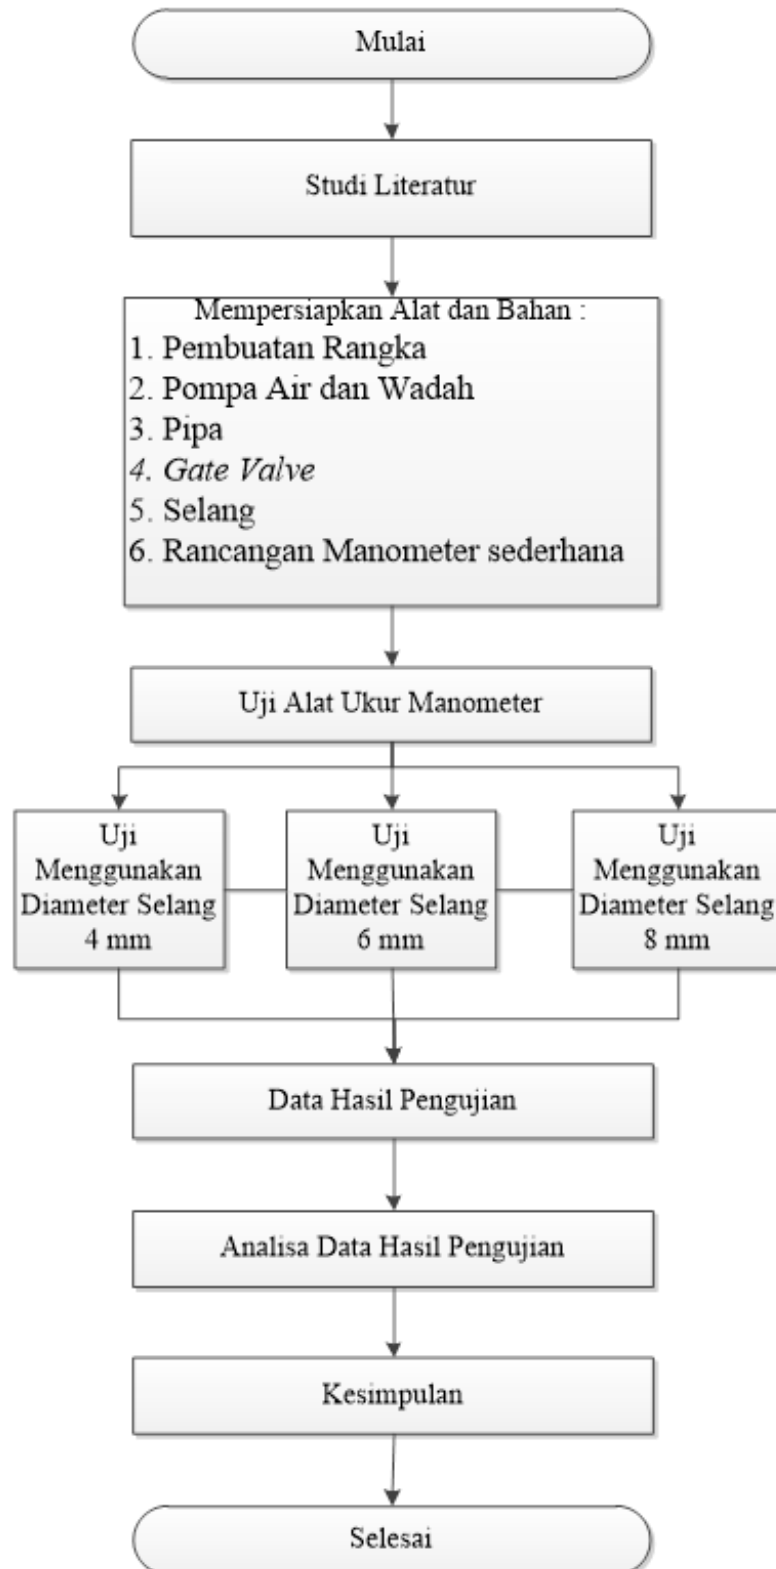 Mulai
Studi Literatur
Mempersiapkan Alat dan Bahan :
1. Pembuatan Rangka
2. Pompa Air dan Wadah
3. Pipa
4. Gate Valve
5. Selang
6. Rancangan Manometer sederhana
Uji Alat Ukur Manometer
Uji
Menggunakan
Diameter Selang
4 mm
Uji
Menggunakan
Diameter Selang
6 mm
Uji
Menggunakan
Diameter Selang
8 mm
Data Hasil Pengujian
Analisa Data Hasil Pengujian
Kesimpulan
Selesai